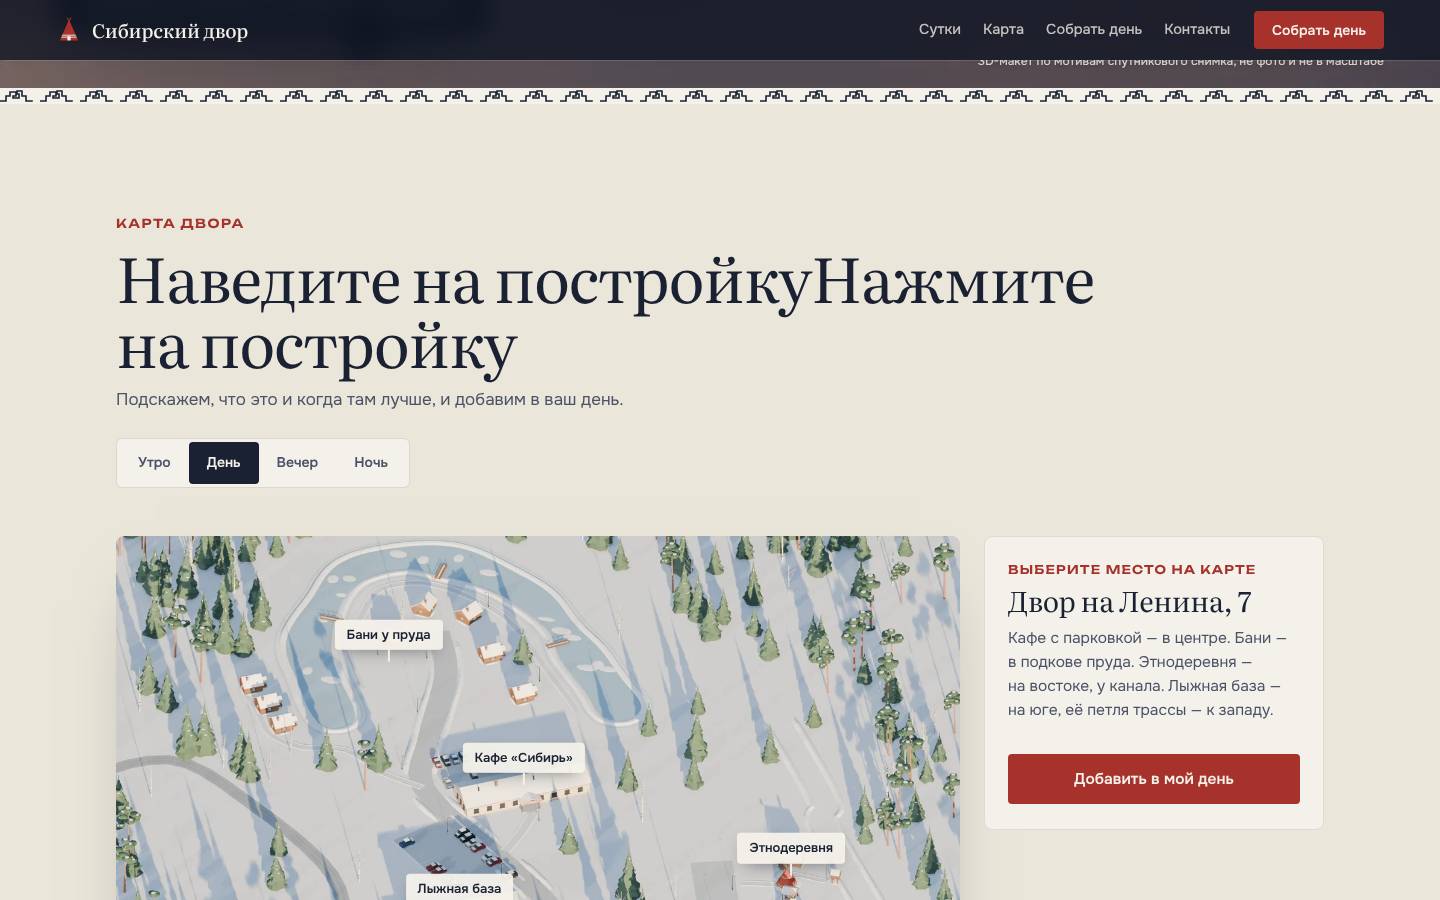 Сибирский двор
Сутки
Карта
Собрать день
Контакты
Собрать день
3D-макет по мотивам спутникового снимка, не фото и не в масштабе
КАРТА ДВОРА
Наведите на постройкуНажмите
на постройку
Подскажем, что это и когда там лучше, и добавим в ваш день.
Утро
День
Вечер
Ночь
Бани у пруда
Кафе «Сибирь»
Этнодеревня
Лыжная база
ВЫБЕРИТЕ МЕСТО НА КАРТЕ
Двор на Ленина, 7
Кафе с парковкой — в центре. Бани —
в подкове пруда. Этнодеревня —
на востоке, у канала. Лыжная база —
на юге, её петля трассы — к западу.
Добавить в мой день